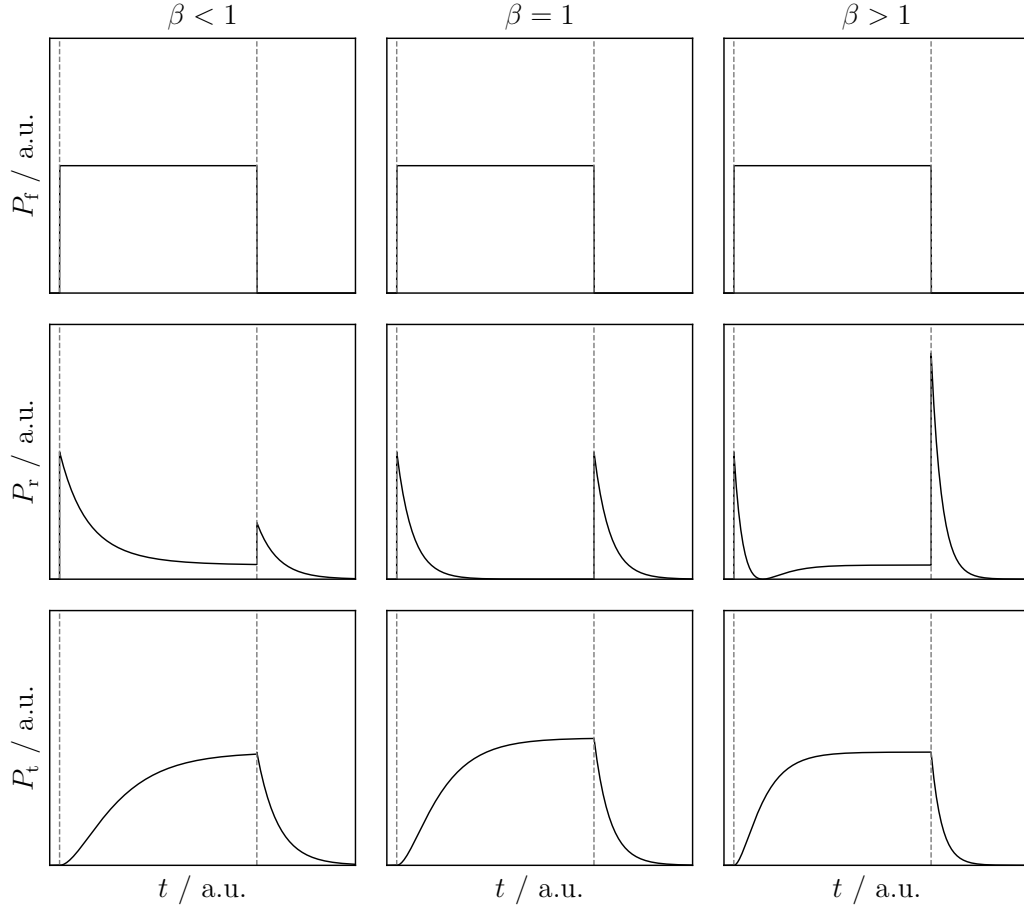 β < 1
β = 1
β > 1
P_f / a.u.
P_r / a.u.
P_t / a.u.
t / a.u.
t / a.u.
t / a.u.